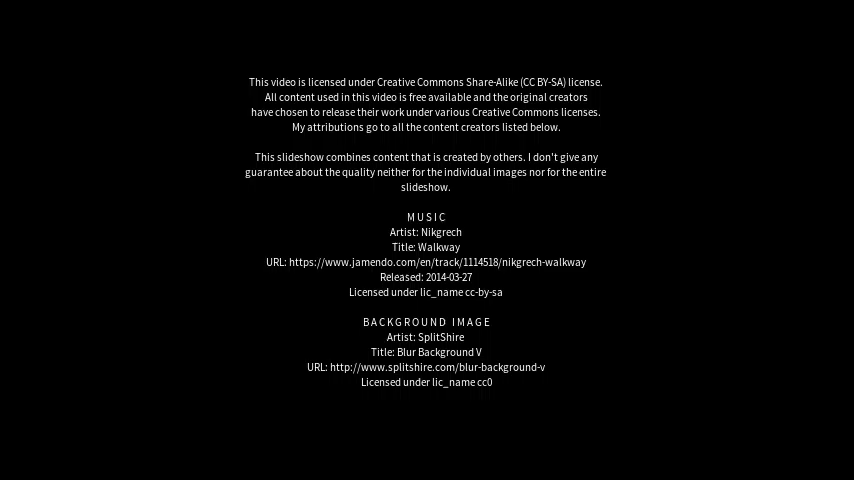 This video is licensed under Creative Commons Share-Alike (CC BY-SA) license.
All content used in this video is free available and the original creators
have chosen to release their work under various Creative Commons licenses.
My attributions go to all the content creators listed below.
This slideshow combines content that is created by others. I don't give any
guarantee about the quality neither for the individual images nor for the entire
slideshow.
MUSIC
Artist: Nikgrech
Title: Walkway
URL: https://www.jamendo.com/en/track/1114518/nikgrech-walkway
Released: 2014-03-27
Licensed under lic_name cc-by-sa
BACKGROUND IMAGE
Artist: SplitShire
Title: Blur Background V
URL: http://www.splitshire.com/blur-background-v
Licensed under lic_name cc0